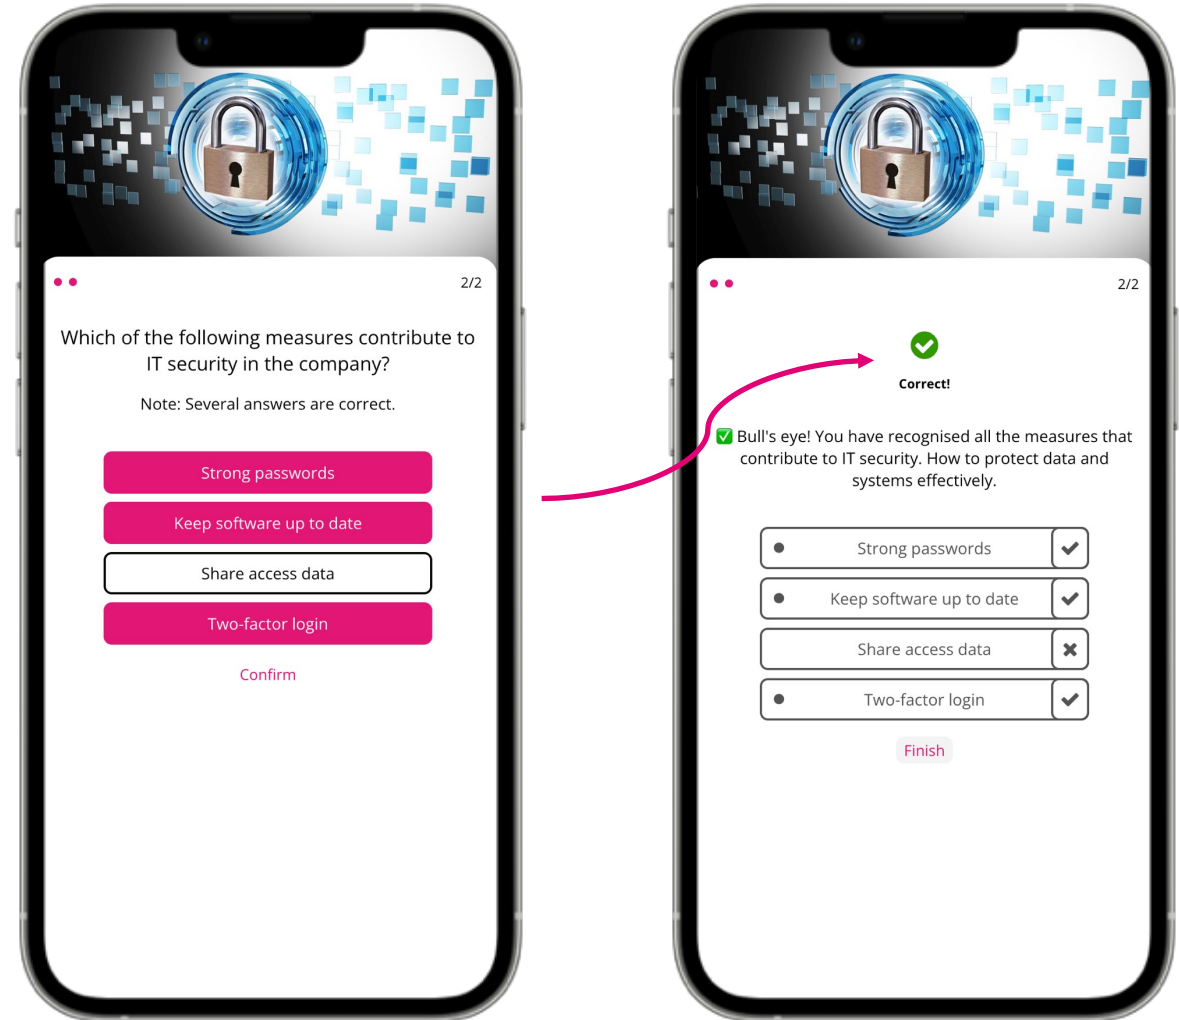 2/2
Which of the following measures contribute to
IT security in the company?
Note: Several answers are correct.
Strong passwords
Keep software up to date
Share access data
Two-factor login
Confirm
2/2
Correct!
✅ Bull's eye! You have recognised all the measures that
contribute to IT security. How to protect data and
systems effectively.
Strong passwords
Keep software up to date
Share access data
Two-factor login
Finish